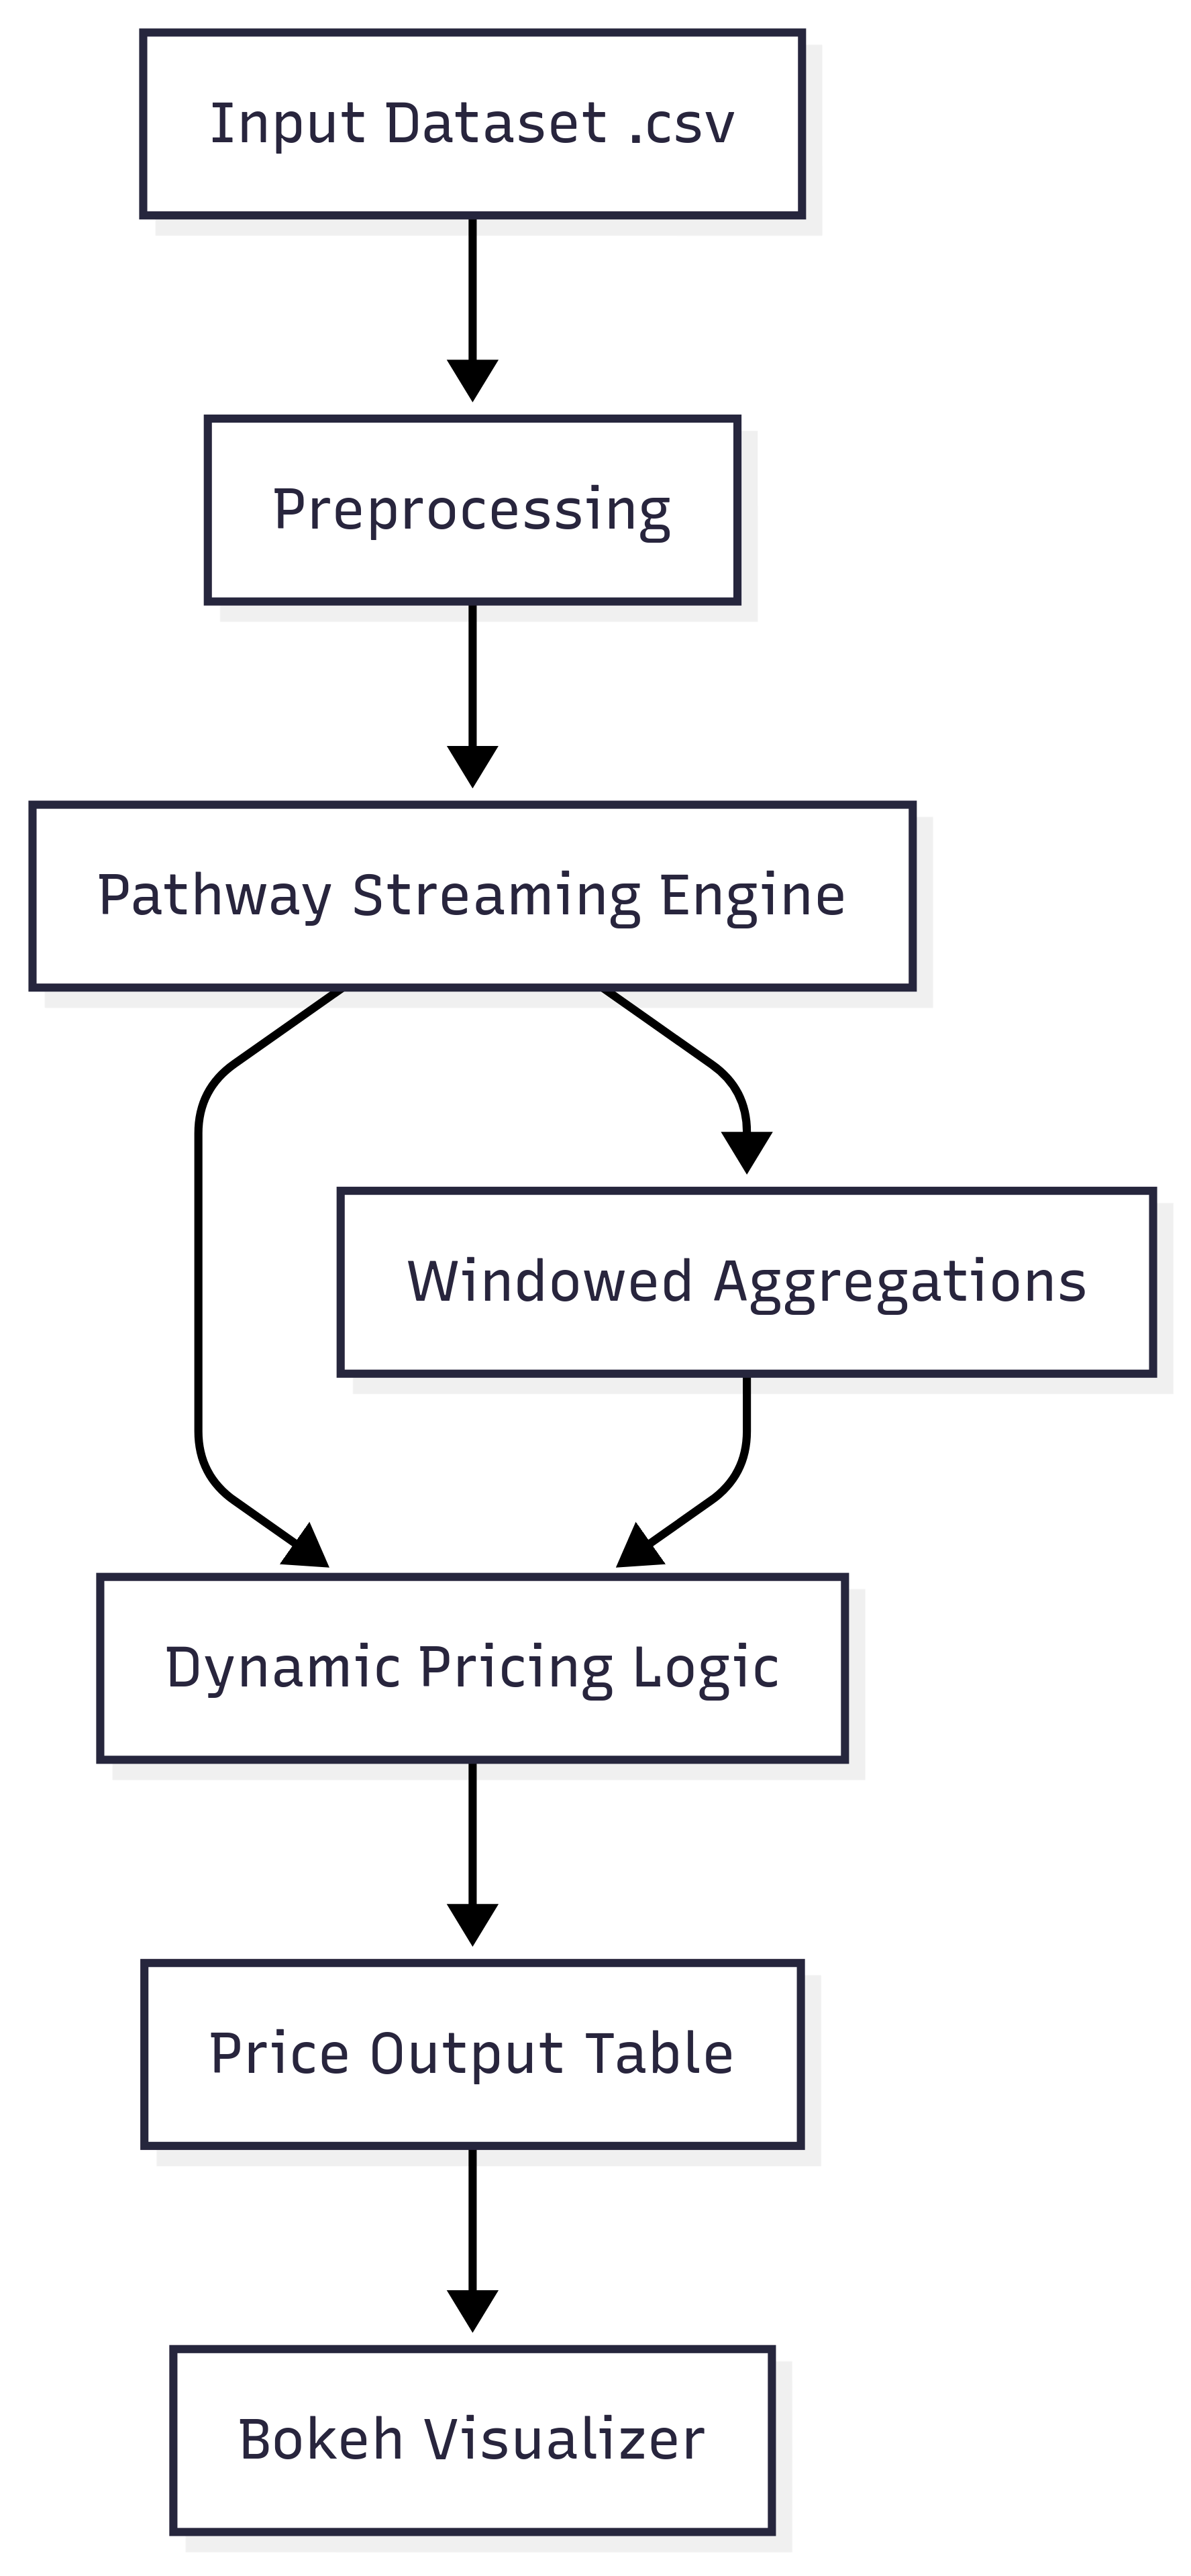 Input Dataset .csv
Preprocessing
Pathway Streaming Engine
Windowed Aggregations
Dynamic Pricing Logic
Price Output Table
Bokeh Visualizer